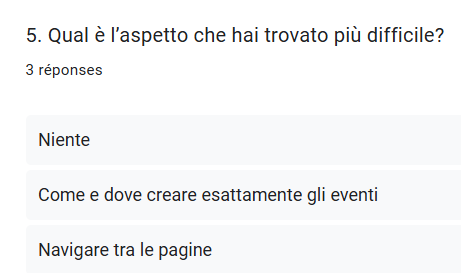 5. Qual è l’aspetto che hai trovato più difficile?
3 réponses
Niente
Come e dove creare esattamente gli eventi
Navigare tra le pagine